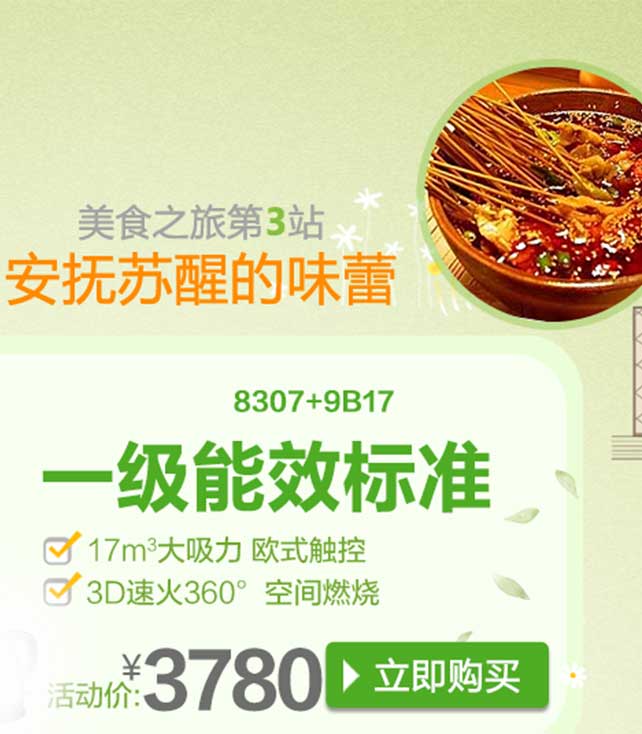 美食之旅第3站
安抚苏醒的味蕾
8307+9B17
一级能效标准
17m³大吸力 欧式触控
3D速火360° 空间燃烧
活动价:¥3780
立即购买